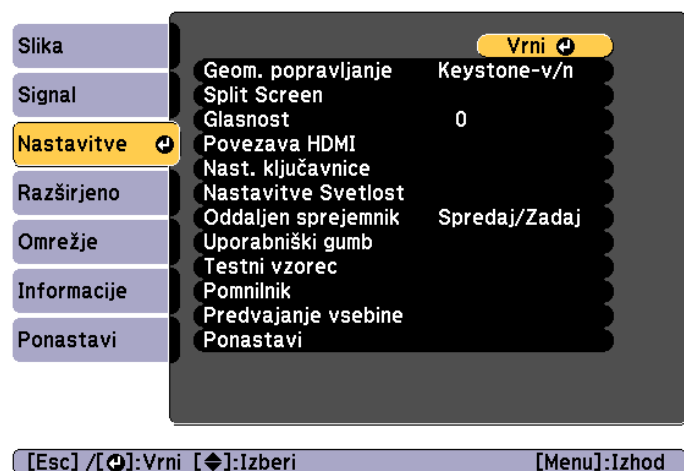 Slika
Signal
Nastavitve
Razširjeno
Omrežje
Informacije
Ponastavi
Vrni
Geom. popravljanje Keystone-v/n
Split Screen
Glasnost 0
Povezava HDMI
Nast. ključavnice
Nastavitve Svetlost
Oddaljen sprejemnik Spredaj/Zadaj
Uporabniški gumb
Testni vzorec
Pomnilnik
Predvajanje vsebine
Ponastavi
[Esc] /[⏎]:Vrni [◆]:Izberi [Menu]:Izhod